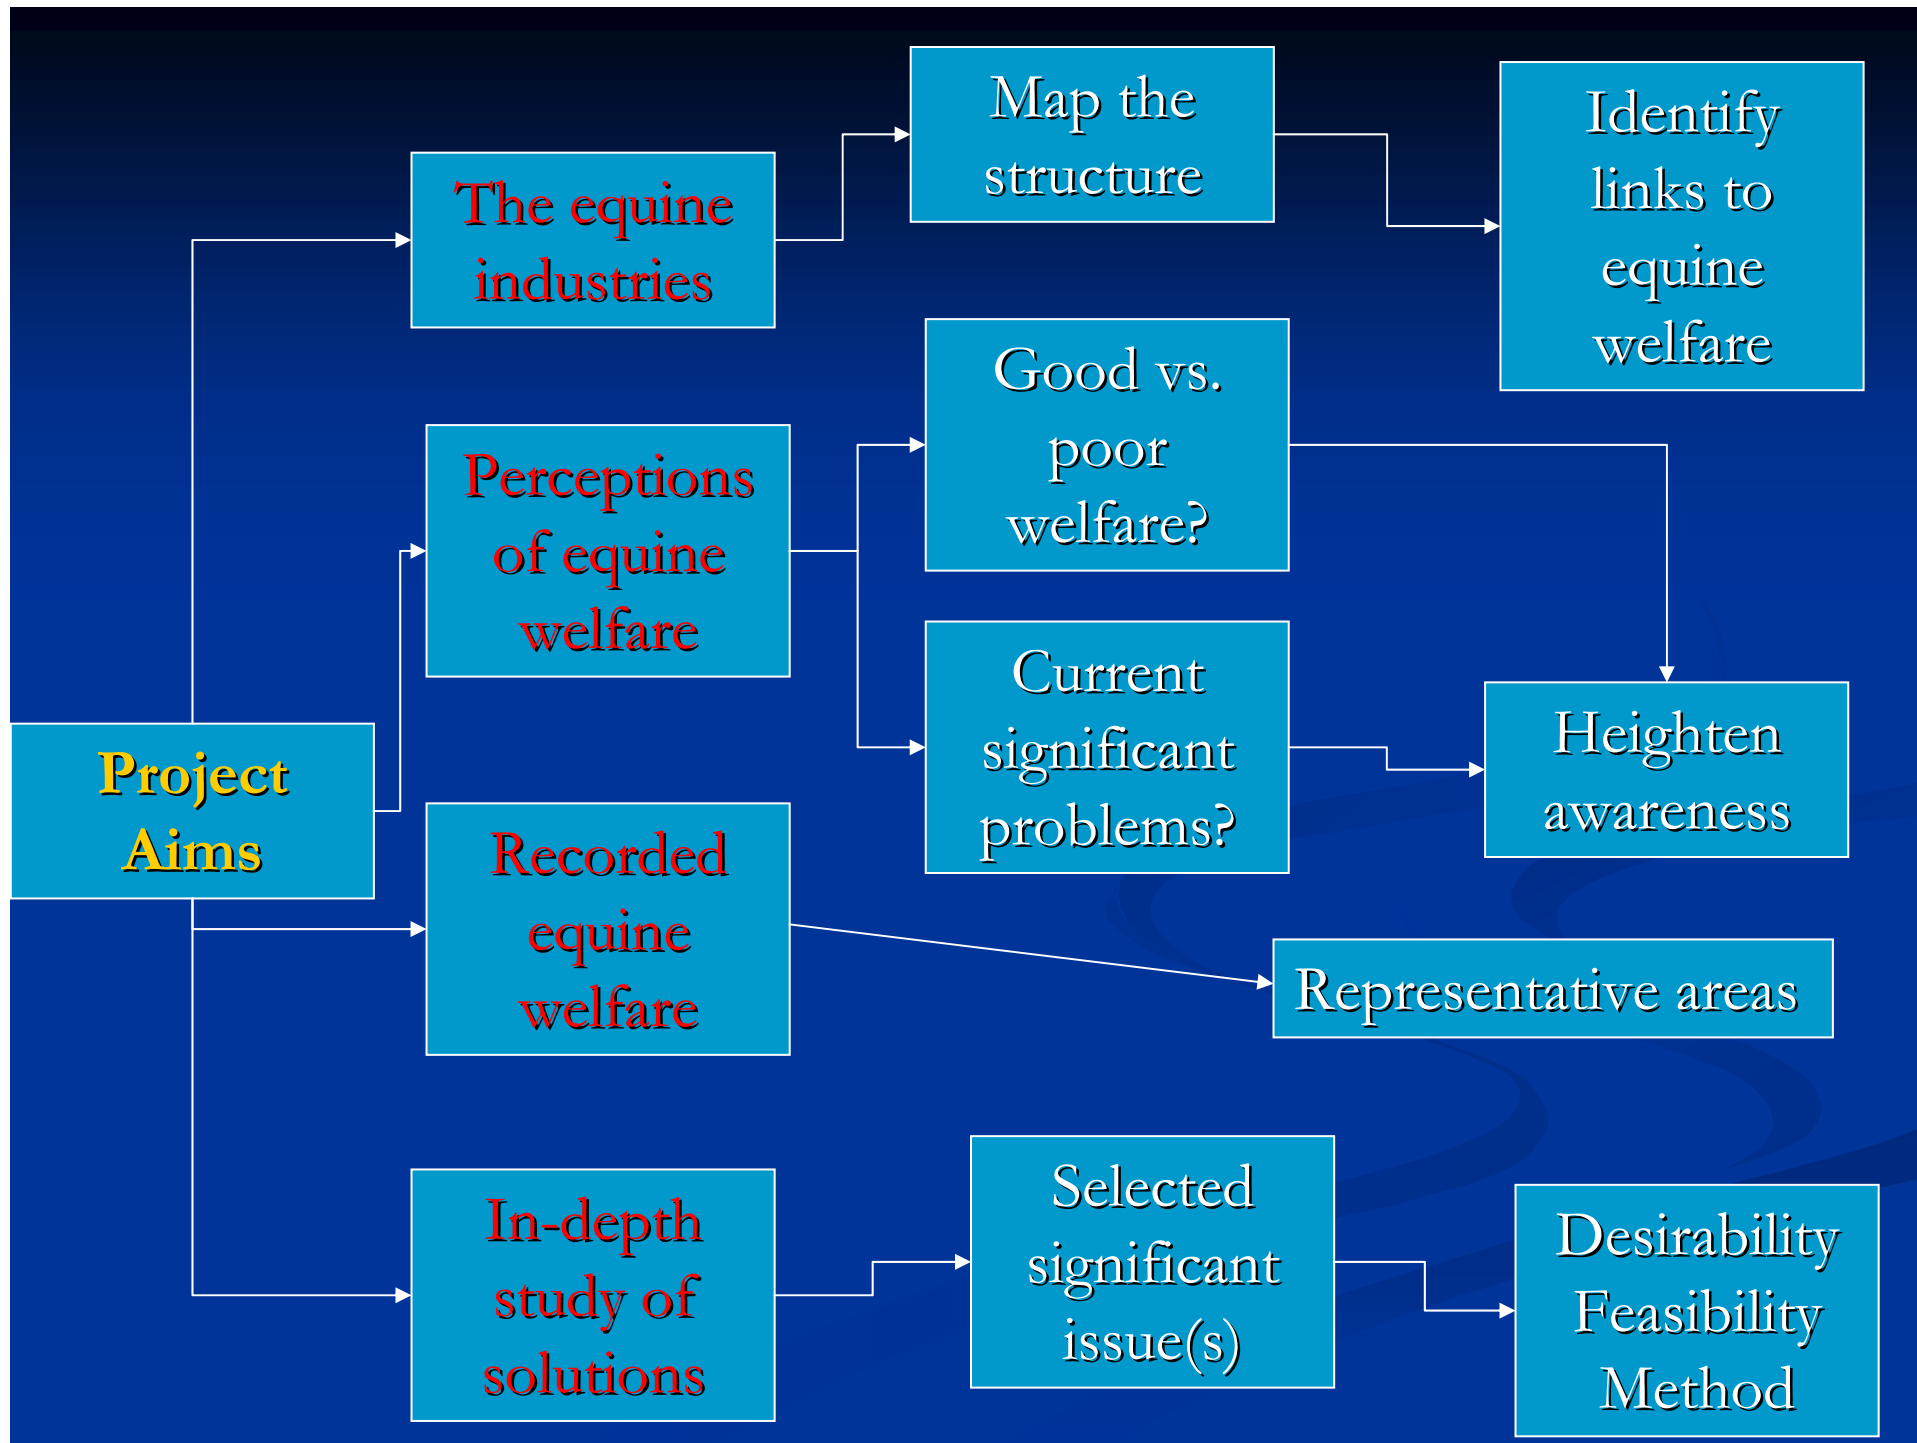 Project
Aims
The equine
industries
Map the
structure
Identify
links to
equine
welfare
Perceptions
of equine
welfare
Good vs.
poor
welfare?
Current
significant
problems?
Heighten
awareness
Recorded
equine
welfare
Representative areas
In-depth
study of
solutions
Selected
significant
issue(s)
Desirability
Feasibility
Method